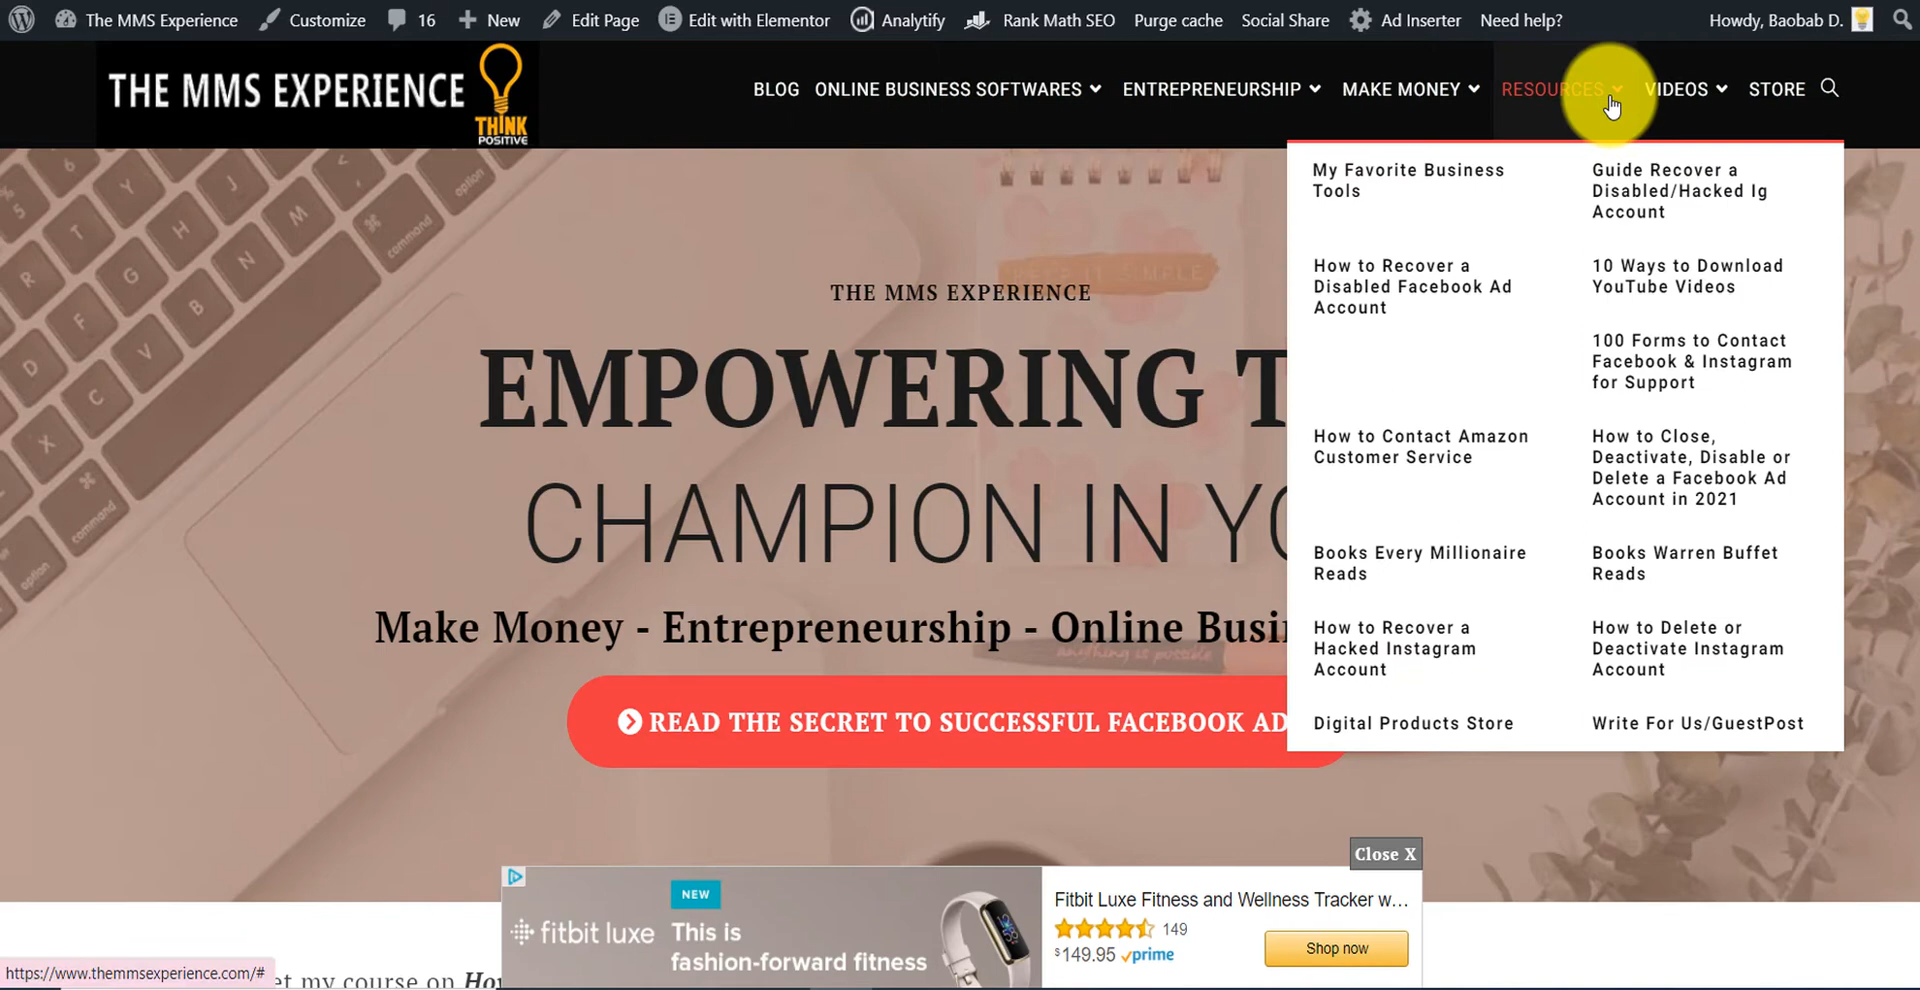 The MMS Experience Customize 16 New Edit Page Edit with Elementor Analytify Rank Math SEO Purge cache Social Share Ad Inserter Need help? Howdy, Baobab D.
THE MMS EXPERIENCE
THINK
POSITIVE
BLOG ONLINE BUSINESS SOFTWARES ENTREPRENEURSHIP MAKE MONEY RESOURCES VIDEOS STORE
My Favorite Business
Tools
Guide Recover a
Disabled/Hacked Ig
Account
How to Recover a
Disabled Facebook Ad
Account
10 Ways to Download
YouTube Videos
100 Forms to Contact
Facebook & Instagram
for Support
How to Contact Amazon
Customer Service
How to Close,
Deactivate, Disable or
Delete a Facebook Ad
Account in 2021
Books Every Millionaire
Reads
Books Warren Buffet
Reads
How to Recover a
Hacked Instagram
Account
How to Delete or
Deactivate Instagram
Account
Digital Products Store
Write For Us/GuestPost
THE MMS EXPERIENCE
EMPOWERING T
CHAMPION IN YO
Make Money - Entrepreneurship - Online Busi
READ THE SECRET TO SUCCESSFUL FACEBOOK AD
Close X
fitbit luxe
NEW
This is
fashion-forward fitness
Fitbit Luxe Fitness and Wellness Tracker w...
149
$149.95 prime
Shop now
https://www.themmsexperience.com/#
et my course on Ho
command
option
command
option